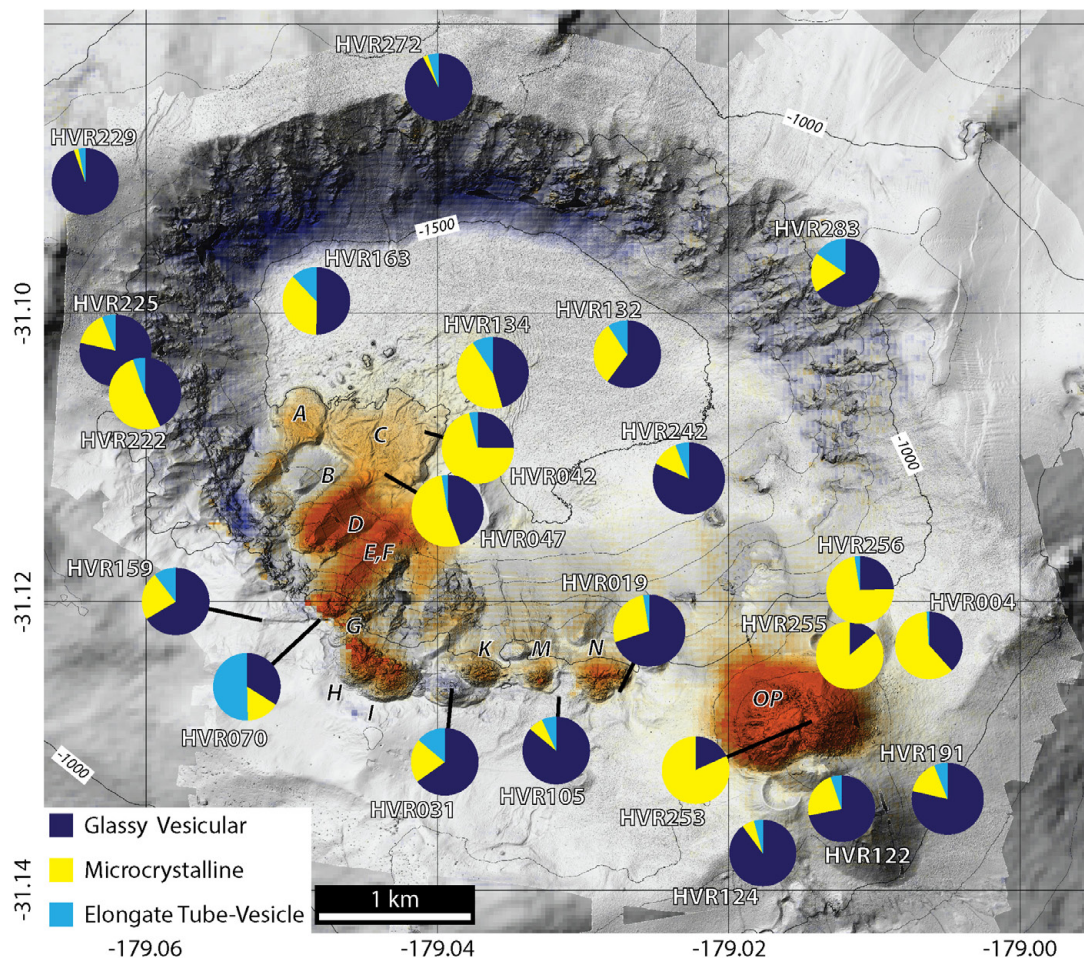 HVR272
-1000
HVR229
-1500
HVR283
HVR163
-31.10
HVR225
HVR134
HVR132
A
C
HVR222
HVR042
HVR242
-1000
B
D
HVR047
E,F
HVR256
HVR159
HVR019
HVR004
-31.12
HVR255
G
K
M
N
H
I
OP
HVR070
-1000
HVR031
HVR105
HVR253
HVR191
HVR122
HVR124
Glassy Vesicular
Microcrystalline
Elongate Tube-Vesicle
1 km
-31.14
-179.06
-179.04
-179.02
-179.00